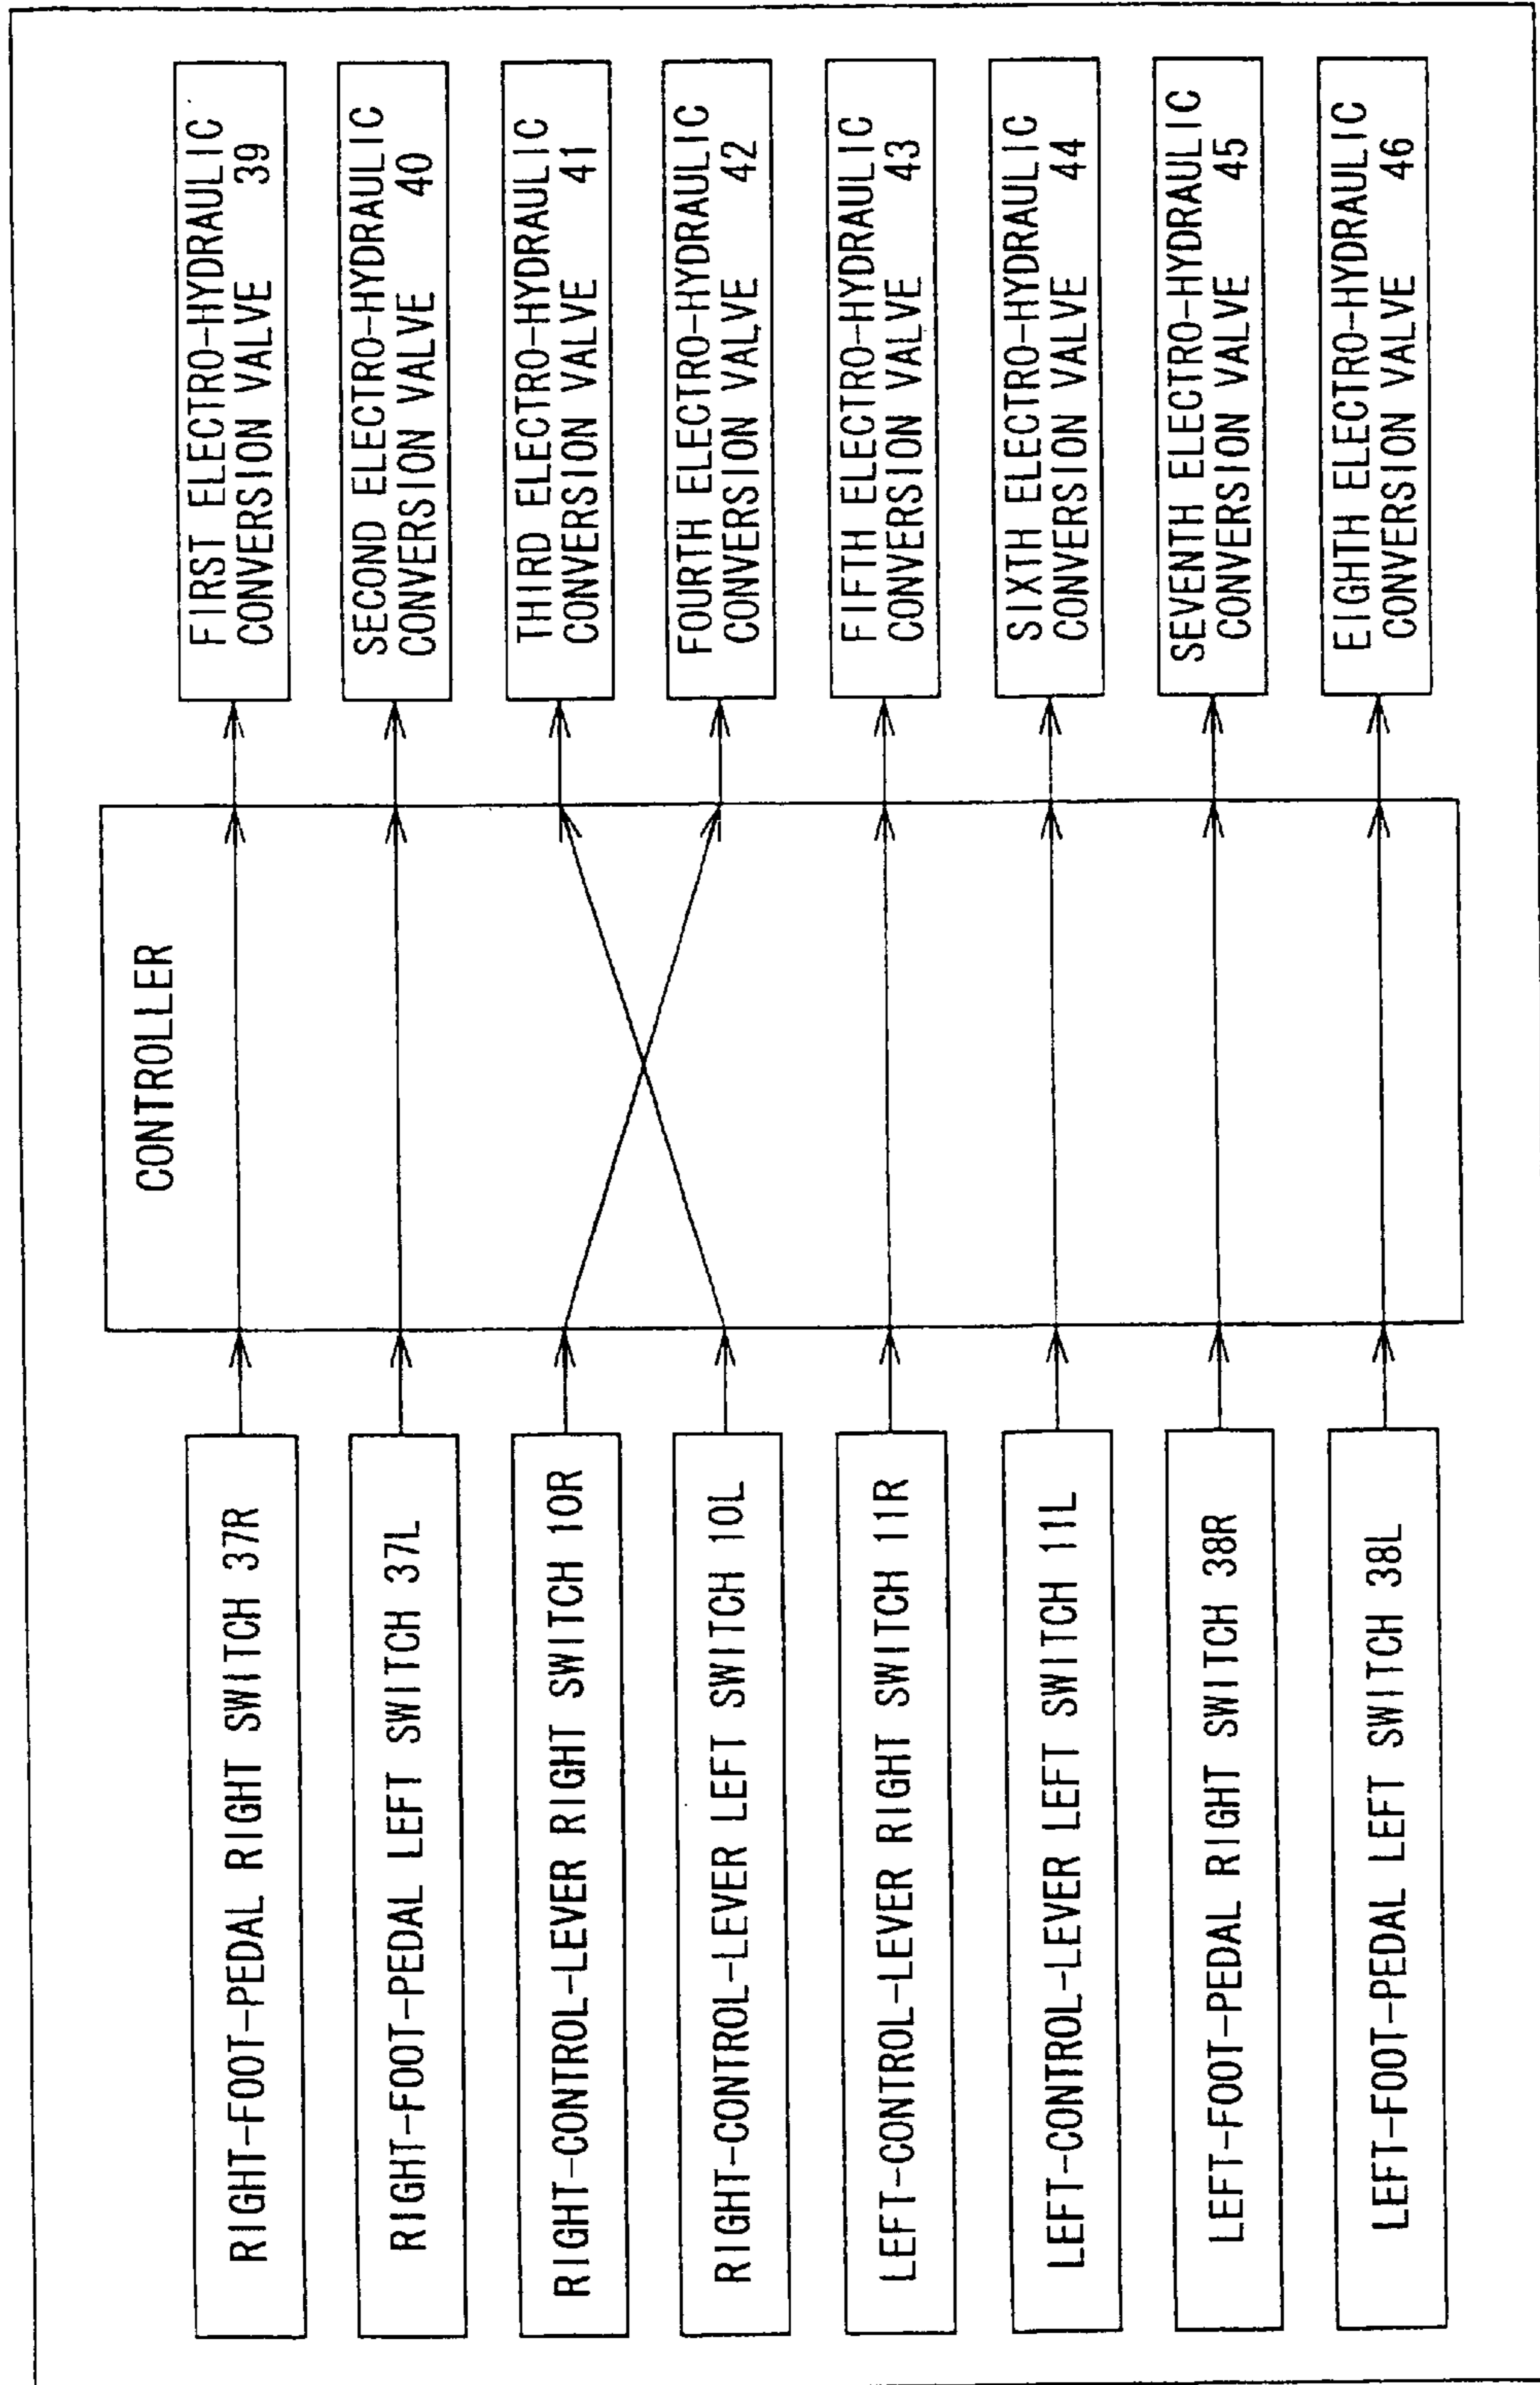 CONTROLLER
RIGHT-FOOT-PEDAL RIGHT SWITCH 37R
RIGHT-FOOT-PEDAL LEFT SWITCH 37L
RIGHT-CONTROL-LEVER RIGHT SWITCH 10R
RIGHT-CONTROL-LEVER LEFT SWITCH 10L
LEFT-CONTROL-LEVER RIGHT SWITCH 11R
LEFT-CONTROL-LEVER LEFT SWITCH 11L
LEFT-FOOT-PEDAL RIGHT SWITCH 38R
LEFT-FOOT-PEDAL LEFT SWITCH 38L
FIRST ELECTRO-HYDRAULIC
CONVERSION VALVE 39
SECOND ELECTRO-HYDRAULIC
CONVERSION VALVE 40
THIRD ELECTRO-HYDRAULIC
CONVERSION VALVE 41
FOURTH ELECTRO-HYDRAULIC
CONVERSION VALVE 42
FIFTH ELECTRO-HYDRAULIC
CONVERSION VALVE 43
SIXTH ELECTRO-HYDRAULIC
CONVERSION VALVE 44
SEVENTH ELECTRO-HYDRAULIC
CONVERSION VALVE 45
EIGHTH ELECTRO-HYDRAULIC
CONVERSION VALVE 46